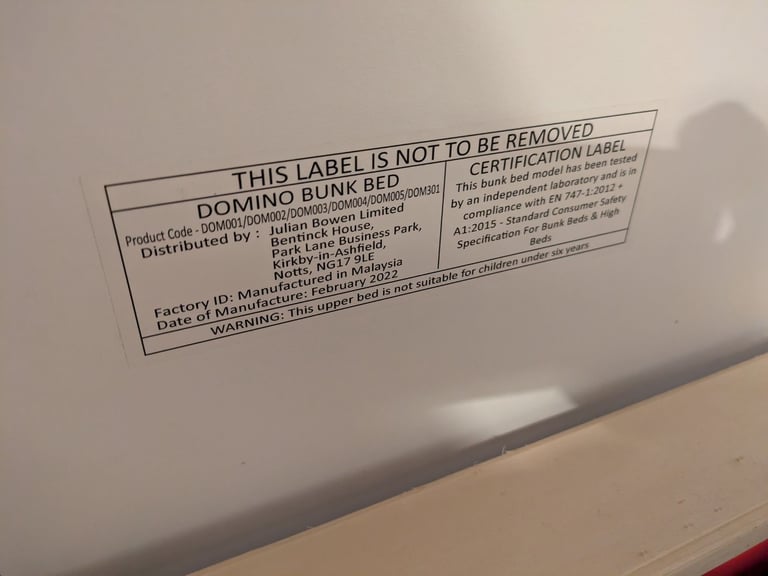 THIS LABEL IS NOT TO BE REMOVED
DOMINO BUNK BED
Product Code - DOM001/DOM002/DOM003/DOM004/DOM005/DOM301
Distributed by : Julian Bowen Limited
Bentinck House,
Park Lane Business Park,
Kirkby-in-Ashfield,
Notts, NG17 9LE
Factory ID: Manufactured in Malaysia
Date of Manufacture: February 2022
CERTIFICATION LABEL
This bunk bed model has been tested
by an independent laboratory and is in
compliance with EN 747-1:2012 +
A1:2015 - Standard Consumer Safety
Specification For Bunk Beds & High
Beds
WARNING: This upper bed is not suitable for children under six years